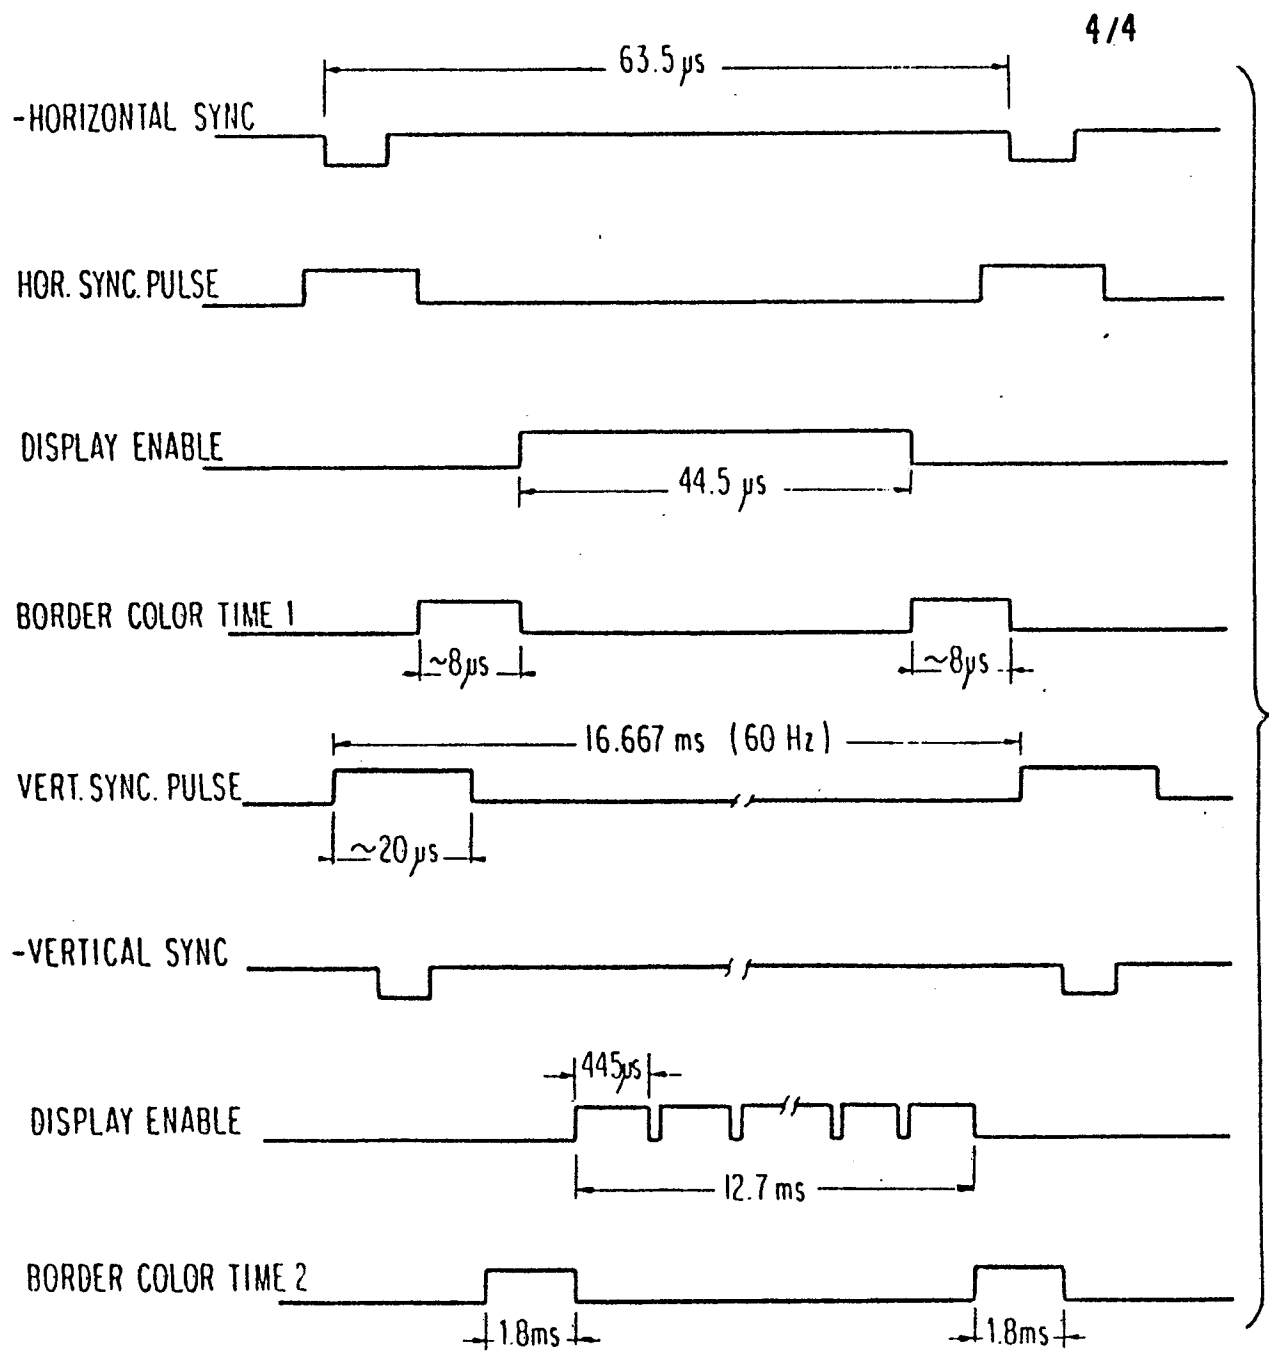 4/4
63.5 µs
-HORIZONTAL SYNC
HOR. SYNC. PULSE
DISPLAY ENABLE
44.5 µs
BORDER COLOR TIME 1
~8µs
~8µs
16.667 ms (60 Hz)
VERT. SYNC. PULSE
~20µs
-VERTICAL SYNC
445µs
DISPLAY ENABLE
12.7 ms
BORDER COLOR TIME 2
1.8ms
1.8ms